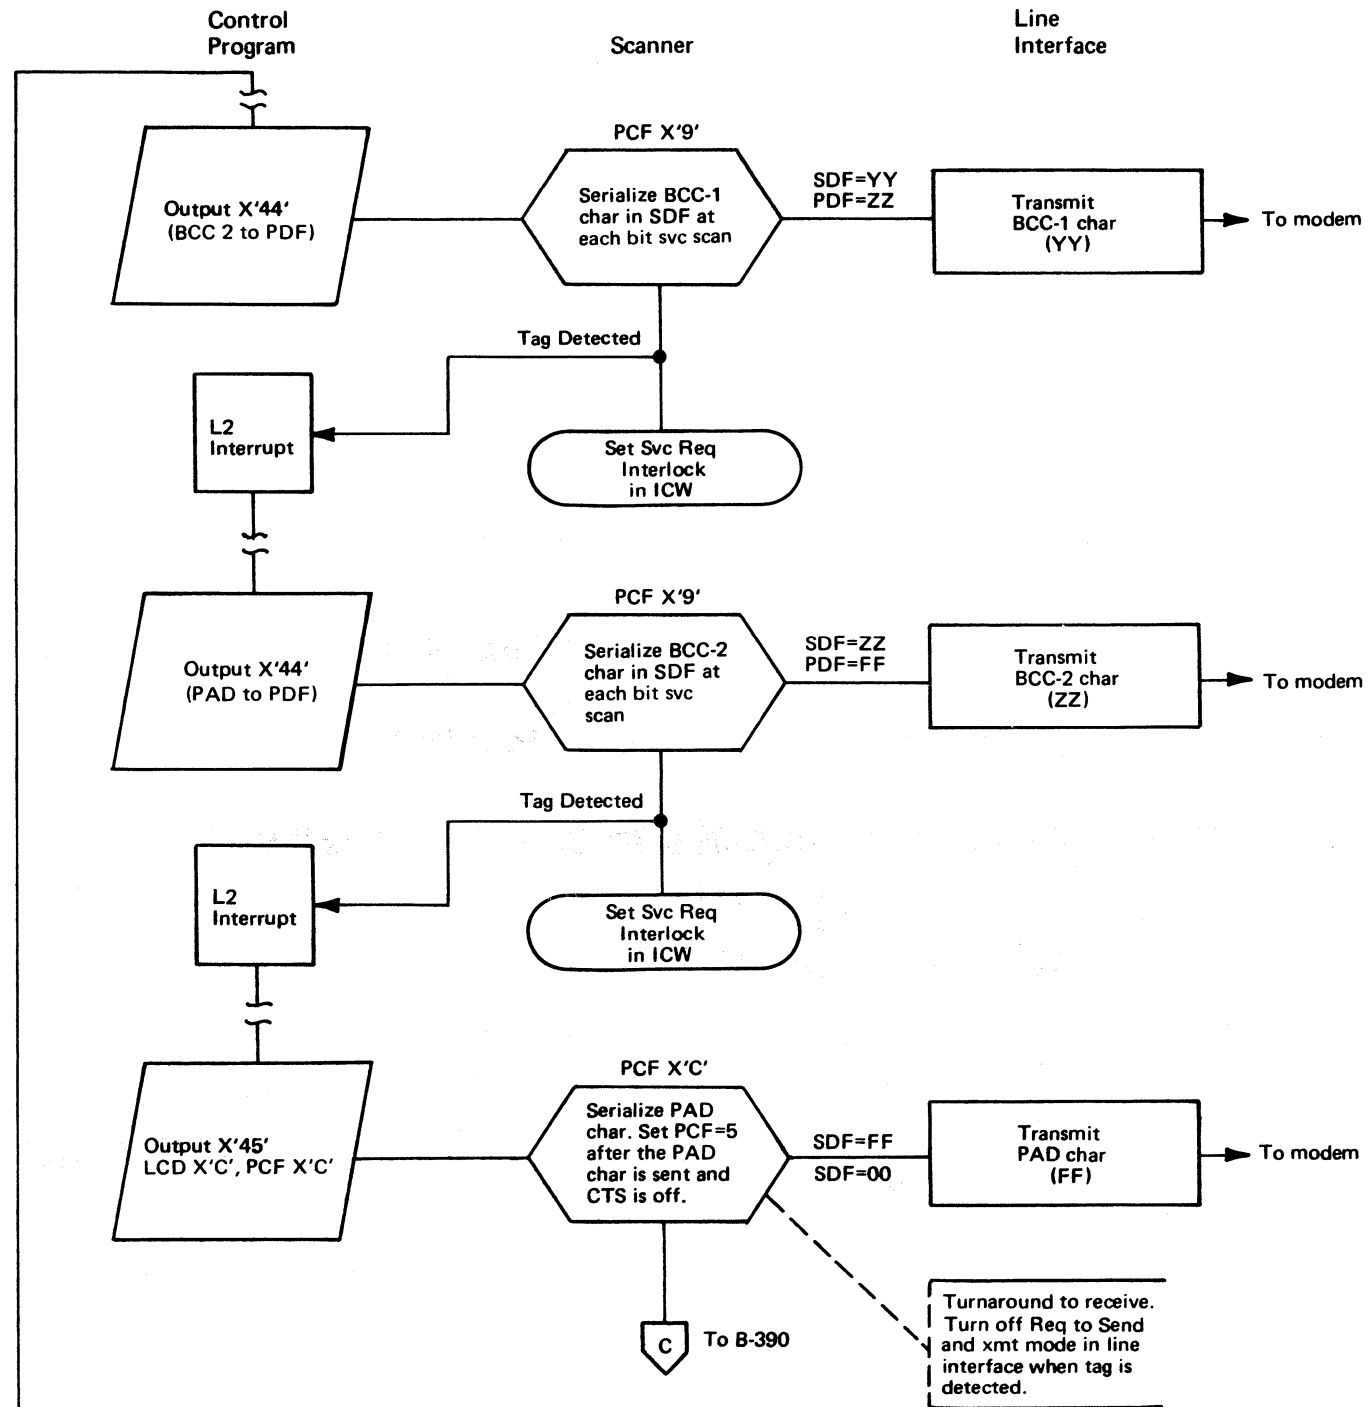 Control
Program
Scanner
Line
Interface
PCF X'9'
Output X'44'
(BCC 2 to PDF)
Serialize BCC-1
char in SDF at
each bit svc scan
SDF=YY
PDF=ZZ
Transmit
BCC-1 char
(YY)
To modem
Tag Detected
L2
Interrupt
Set Svc Req
Interlock
in ICW
PCF X'9'
Output X'44'
(PAD to PDF)
Serialize BCC-2
char in SDF at
each bit svc
scan
SDF=ZZ
PDF=FF
Transmit
BCC-2 char
(ZZ)
To modem
Tag Detected
L2
Interrupt
Set Svc Req
Interlock
in ICW
PCF X'C'
Output X'45'
LCD X'C', PCF X'C'
Serialize PAD
char. Set PCF=5
after the PAD
char is sent and
CTS is off.
SDF=FF
SDF=00
Transmit
PAD char
(FF)
To modem
Turnaround to receive.
Turn off Req to Send
and xmt mode in line
interface when tag is
detected.
C
To B-390